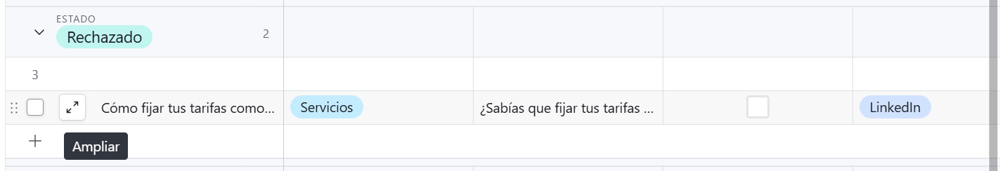 ESTADO
Rechazado 2
3
Cómo fijar tus tarifas como... Servicios ¿Sabías que fijar tus tarifas ... LinkedIn
Ampliar